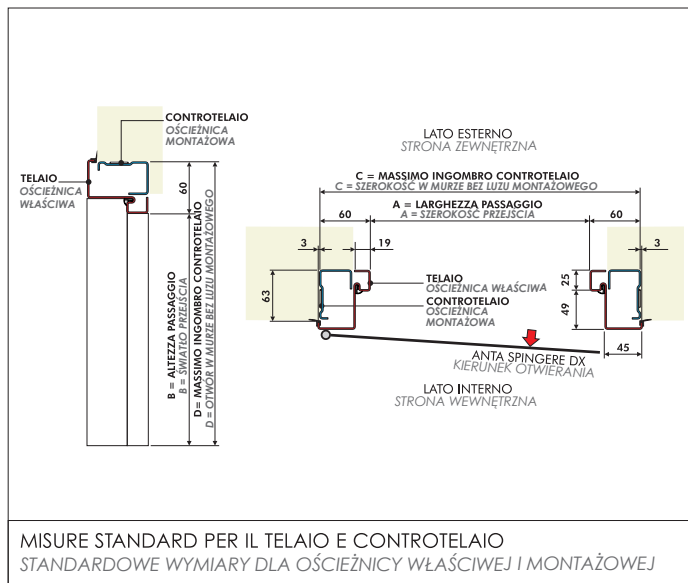 CONTROTELAIO
OŚCIEŻNICA
MONTAŻOWA
TELAIO
OŚCIEŻNICA
WŁAŚCIWA
60
B = ALTEZZA PASSAGGIO
B = ŚWIATŁO PRZEJŚCIA
D= MASSIMO INGOMBRO CONTROTELAIO
D = OTWÓR W MURZE BEZ LUZU MONTAŻOWEGO
LATO ESTERNO
STRONA ZEWNĘTRZNA
C = MASSIMO INGOMBRO CONTROTELAIO
C = SZEROKOŚĆ W MURZE BEZ LUZU MONTAŻOWEGO
60
A = LARGHEZZA PASSAGGIO
A = SZEROKOŚĆ PRZEJŚCIA
60
3
19
3
63
TELAIO
OŚCIEŻNICA WŁAŚCIWA
CONTROTELAIO
OŚCIEŻNICA
MONTAŻOWA
25
49
45
ANTA SPINGERE DX
KIERUNEK OTWIERANIA
LATO INTERNO
STRONA WEWNĘTRZNA
MISURE STANDARD PER IL TELAIO E CONTROTELAIO
STANDARDOWE WYMIARY DLA OŚCIEŻNICY WŁAŚCIWEJ I MONTAŻOWEJ